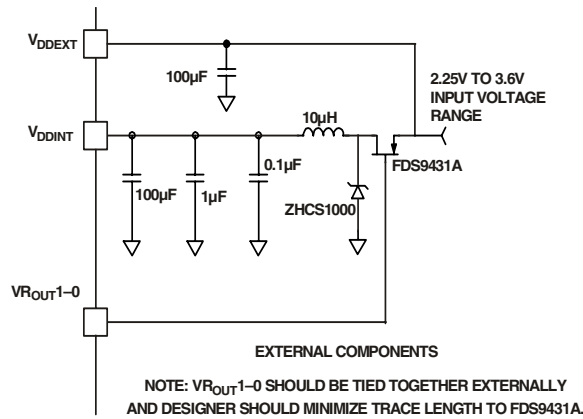 VDDEXT
100µF
2.25V TO 3.6V
INPUT VOLTAGE
RANGE
VDDINT
10µH
0.1µF
FDS9431A
100µF
1µF
ZHCS1000
VROUT1–0
EXTERNAL COMPONENTS
NOTE: VROUT1–0 SHOULD BE TIED TOGETHER EXTERNALLY
AND DESIGNER SHOULD MINIMIZE TRACE LENGTH TO FDS9431A.